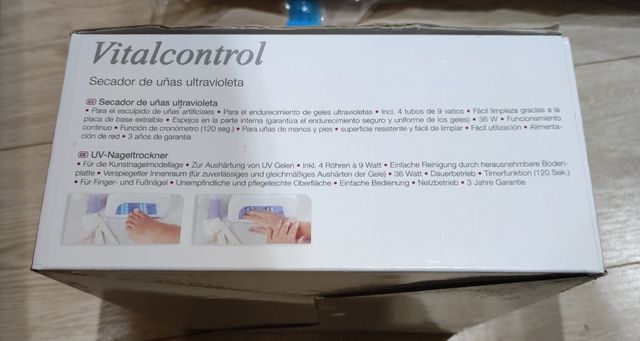 Vitalcontrol
Secador de uñas ultravioleta
ES Secador de uñas ultravioleta
• Para el esculpido de uñas artificiales • Para el endurecimiento de geles ultravioletas • Incl. 4 tubos de 9 vatios • Fácil limpieza gracias a la
placa de base extraíble • Espejos en la parte interna (garantiza el endurecimiento seguro y uniforme de los geles) • 36 W • Funcionamiento
continuo • Función de cronómetro (120 seg.) • Para uñas de manos y pies • superficie resistente y fácil de limpiar • Fácil utilización • Alimenta-
ción de red • 3 años de garantía
DE UV-Nageltrockner
• Für die Kunstnagelmodellage • Zur Aushärtung von UV Gelen • Inkl. 4 Röhren à 9 Watt • Einfache Reinigung durch herausnehmbare Boden-
platte • Verspiegelter Innenraum (für zuverlässiges und gleichmäßiges Aushärten der Gele) • 36 Watt • Dauerbetrieb • Timerfunktion (120 Sek.)
• Für Finger- und Fußnägel • Unempfindliche und pflegeleichte Oberfläche • Einfache Bedienung • Netzbetrieb • 3 Jahre Garantie